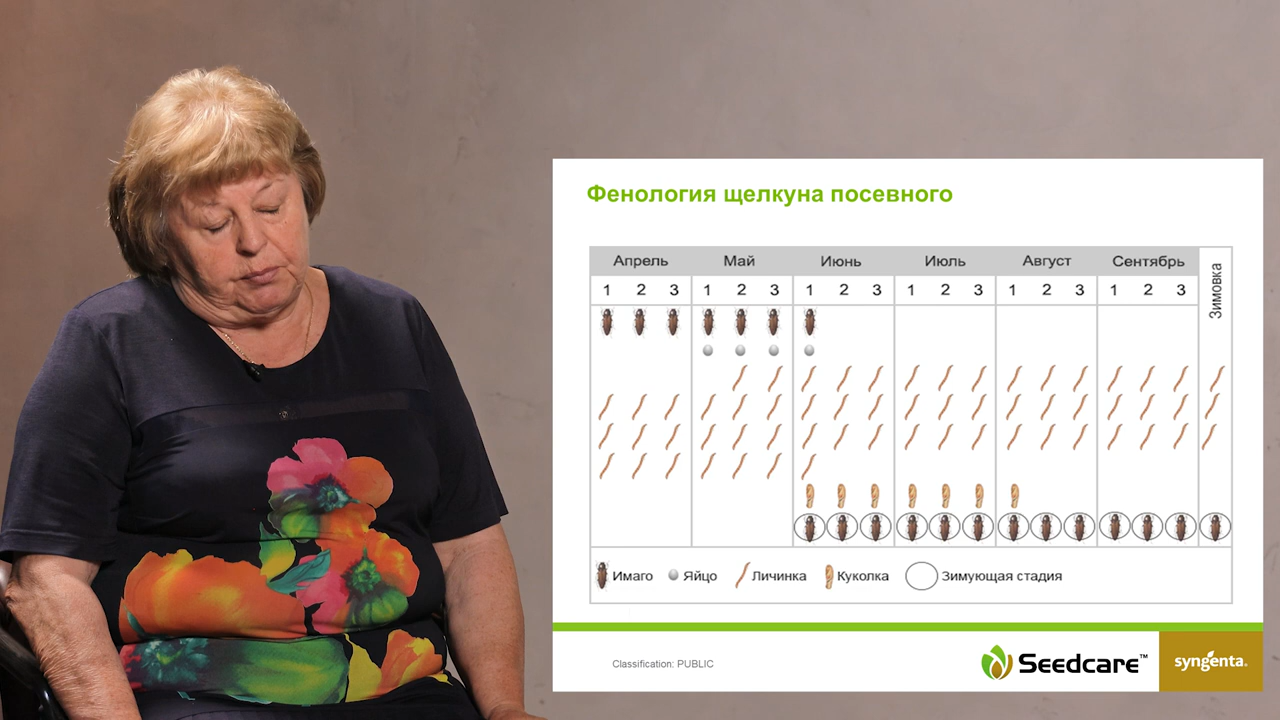 Фенология щелкуна посевного
Апрель Май Июнь Июль Август Сентябрь Зимовка
1 2 3 1 2 3 1 2 3 1 2 3 1 2 3 1 2 3
Имаго Яйцо Личинка Куколка Зимующая стадия
Classification: PUBLIC
Seedcare™
syngenta®